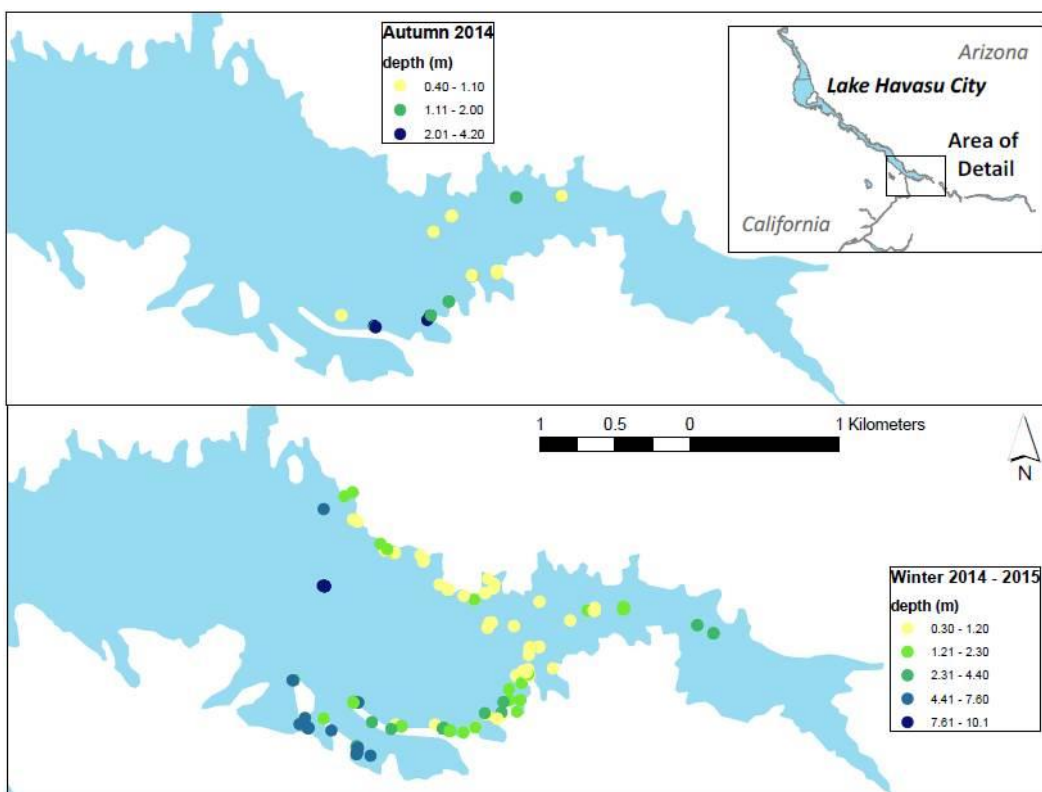 Autumn 2014
depth (m)
0.40 - 1.10
1.11 - 2.00
2.01 - 4.20
Arizona
Lake Havasu City
Area of
Detail
California
1 0.5 0 1 Kilometers
N
Winter 2014 - 2015
depth (m)
0.30 - 1.20
1.21 - 2.30
2.31 - 4.40
4.41 - 7.60
7.61 - 10.1